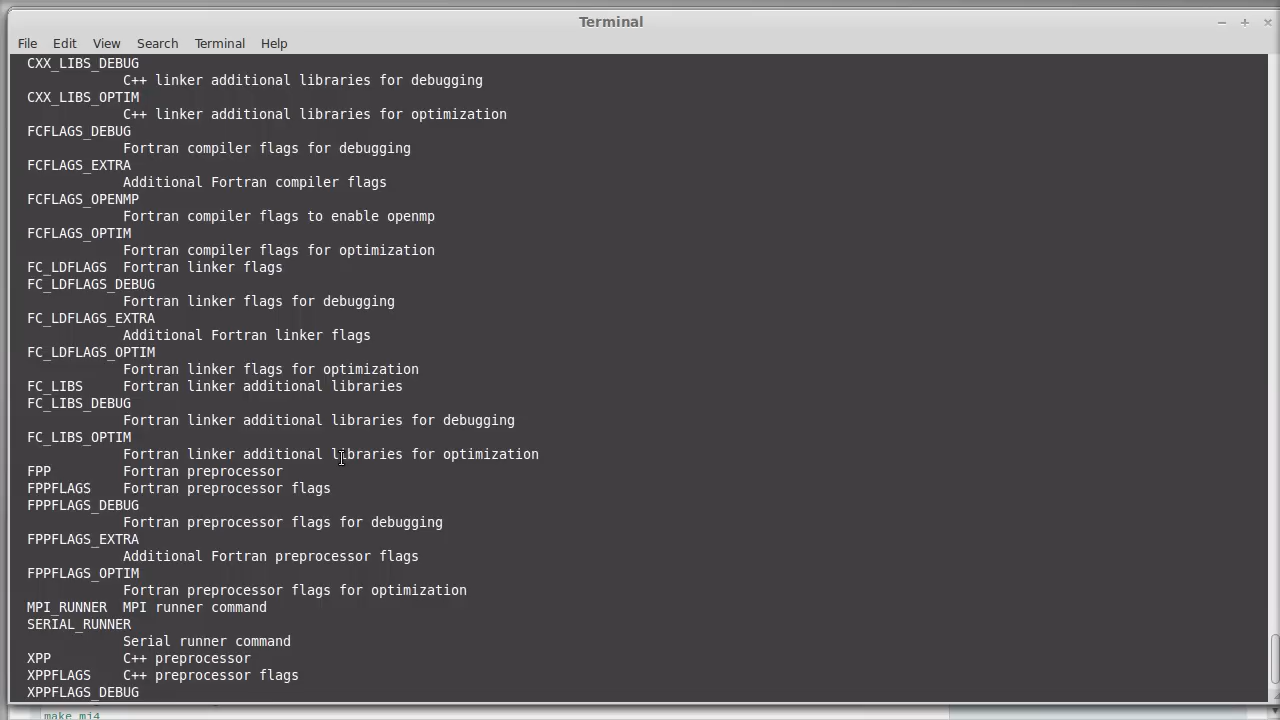 Terminal
− + ×
File Edit View Search Terminal Help
CXX_LIBS_DEBUG
C++ linker additional libraries for debugging
CXX_LIBS_OPTIM
C++ linker additional libraries for optimization
FCFLAGS_DEBUG
Fortran compiler flags for debugging
FCFLAGS_EXTRA
Additional Fortran compiler flags
FCFLAGS_OPENMP
Fortran compiler flags to enable openmp
FCFLAGS_OPTIM
Fortran compiler flags for optimization
FC_LDFLAGS Fortran linker flags
FC_LDFLAGS_DEBUG
Fortran linker flags for debugging
FC_LDFLAGS_EXTRA
Additional Fortran linker flags
FC_LDFLAGS_OPTIM
Fortran linker flags for optimization
FC_LIBS Fortran linker additional libraries
FC_LIBS_DEBUG
Fortran linker additional libraries for debugging
FC_LIBS_OPTIM
Fortran linker additional libraries for optimization
FPP Fortran preprocessor
FPPFLAGS Fortran preprocessor flags
FPPFLAGS_DEBUG
Fortran preprocessor flags for debugging
FPPFLAGS_EXTRA
Additional Fortran preprocessor flags
FPPFLAGS_OPTIM
Fortran preprocessor flags for optimization
MPI_RUNNER MPI runner command
SERIAL_RUNNER
Serial runner command
XPP C++ preprocessor
XPPFLAGS C++ preprocessor flags
XPPFLAGS_DEBUG
make mj4